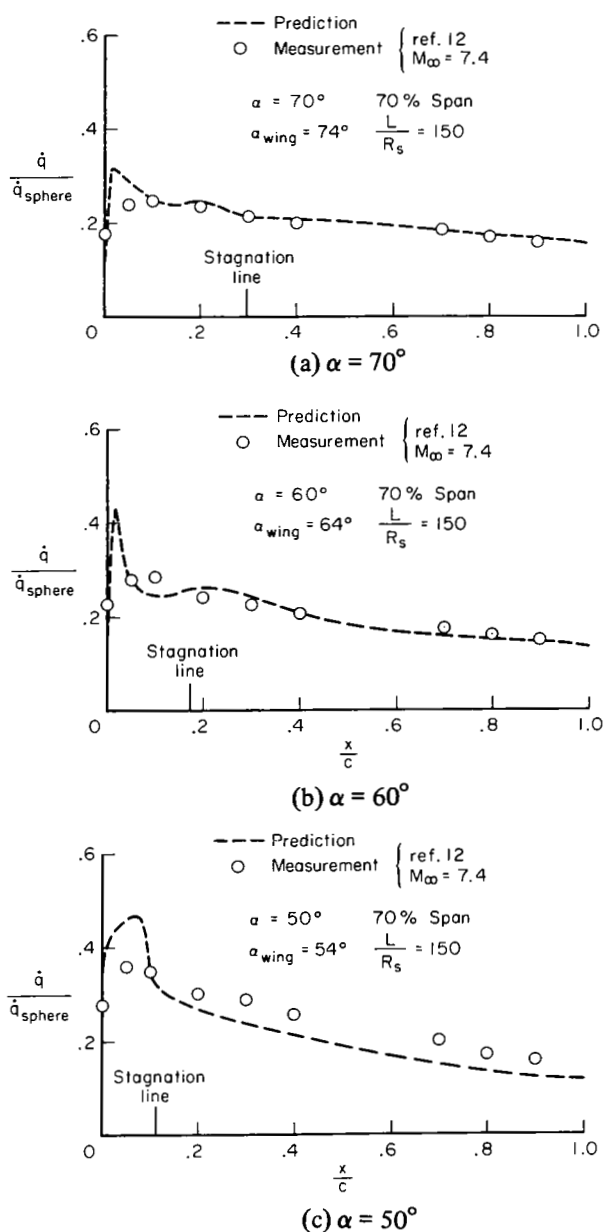 Prediction
Measurement { ref. 12
M∞ = 7.4
α = 70° 70% Span
α wing = 74° L/Rs = 150
.6
.4
q̇/q̇sphere
.2
Stagnation line
0 .2 .4 .6 .8 1.0
(a) α = 70°
Prediction
Measurement { ref. 12
M∞ = 7.4
α = 60° 70% Span
α wing = 64° L/Rs = 150
.6
.4
q̇/q̇sphere
.2
Stagnation line
0 .2 .4 .6 .8 1.0
x/c
(b) α = 60°
Prediction
Measurement { ref. 12
M∞ = 7.4
α = 50° 70% Span
α wing = 54° L/Rs = 150
.6
.4
q̇/q̇sphere
.2
Stagnation line
0 .2 .4 .6 .8 1.0
x/c
(c) α = 50°